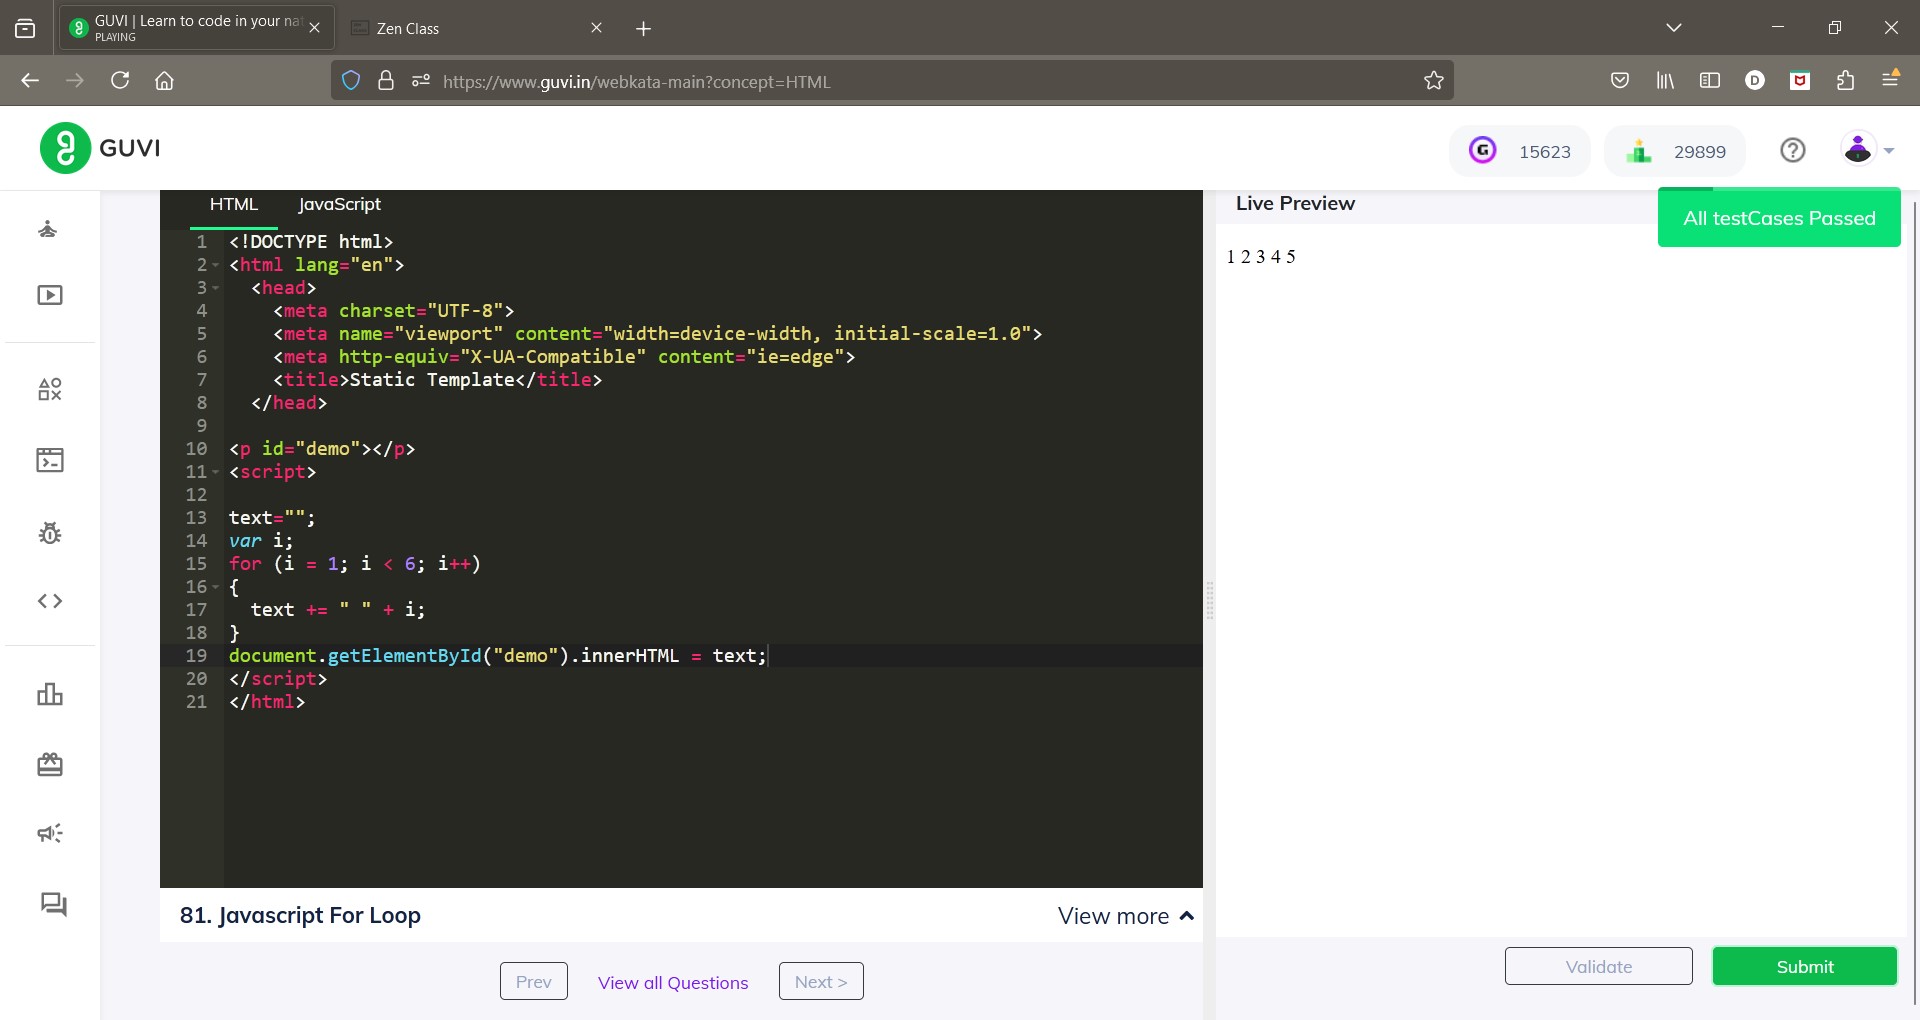 GUVI | Learn to code in your nat
PLAYING
Zen Class
https://www.guvi.in/webkata-main?concept=HTML
GUVI
15623
29899
HTML JavaScript
Live Preview
All testCases Passed
1 2 3 4 5
1 <!DOCTYPE html>
2 <html lang="en">
3 <head>
4 <meta charset="UTF-8">
5 <meta name="viewport" content="width=device-width, initial-scale=1.0">
6 <meta http-equiv="X-UA-Compatible" content="ie=edge">
7 <title>Static Template</title>
8 </head>
9
10 <p id="demo"></p>
11 <script>
12
13 text="";
14 var i;
15 for (i = 1; i < 6; i++)
16 {
17 text += " " + i;
18 }
19 document.getElementById("demo").innerHTML = text;
20 </script>
21 </html>
81. Javascript For Loop
View more
Prev
View all Questions
Next >
Validate
Submit